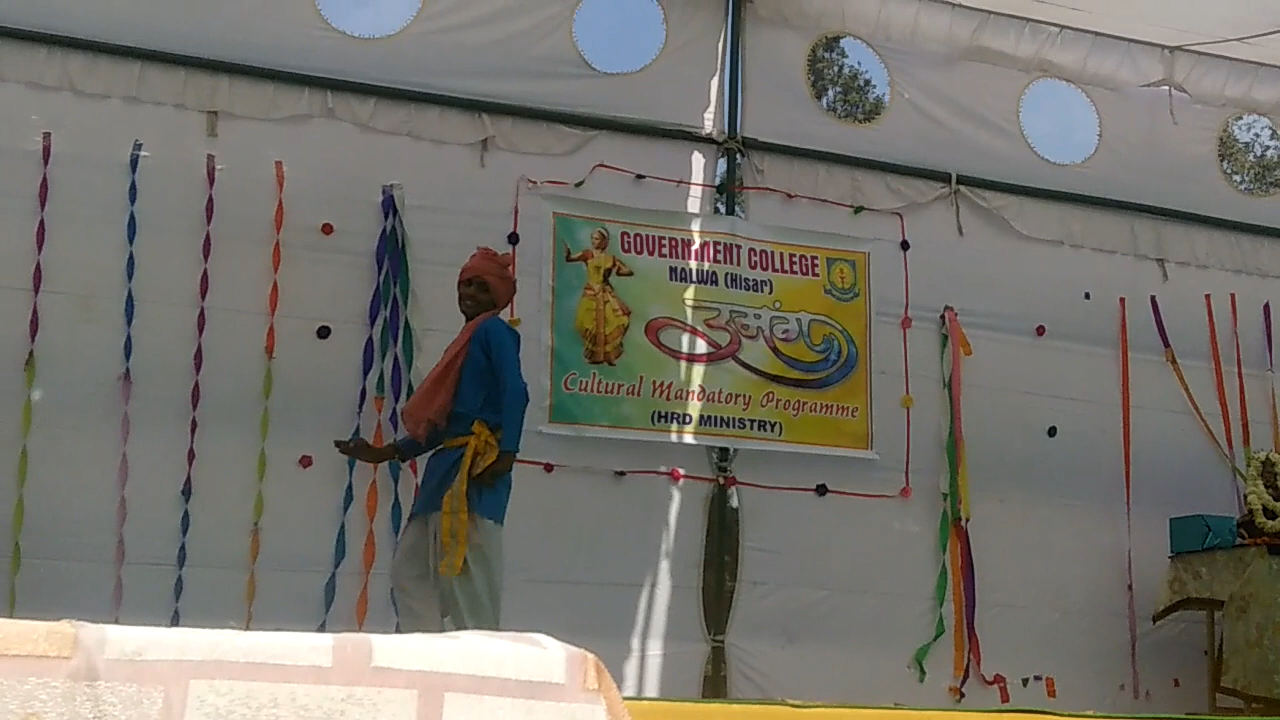 GOVERNMENT COLLEGE
NALWA (Hisar)
उमंग
Cultural Mandatory Programme
(HRD MINISTRY)